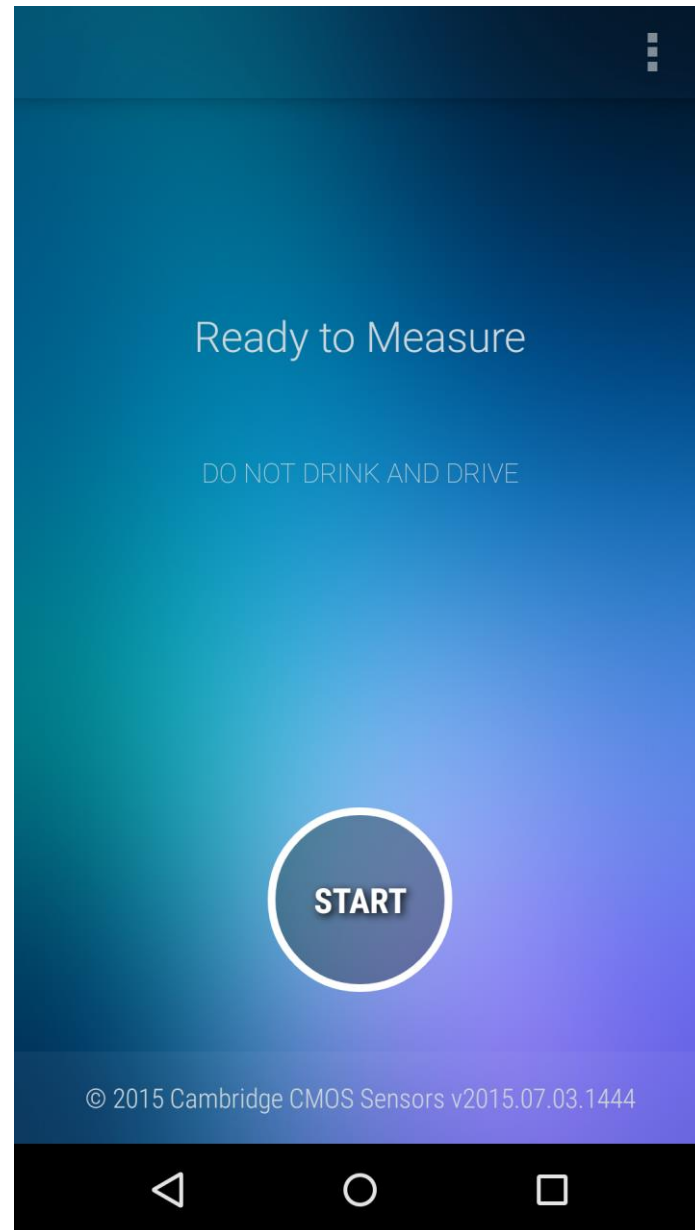 Ready to Measure
DO NOT DRINK AND DRIVE
START
© 2015 Cambridge CMOS Sensors v2015.07.03.1444